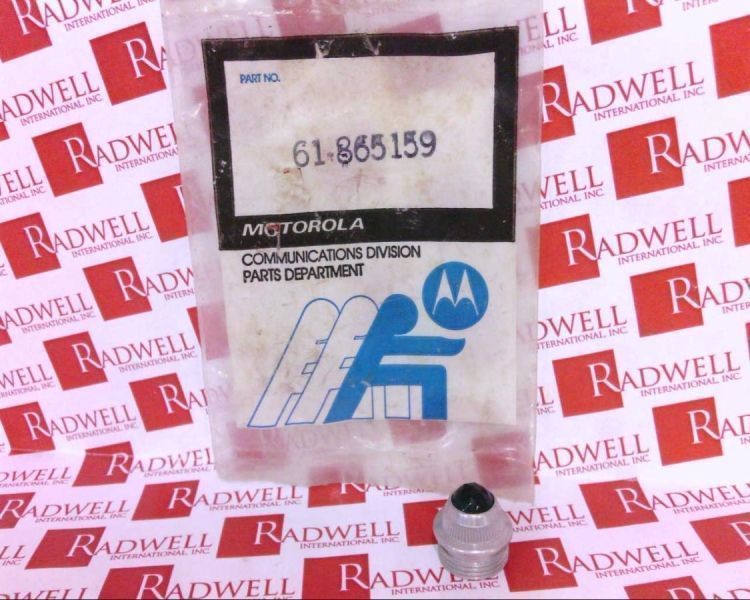 PART NO.
61-865159
MOTOROLA
COMMUNICATIONS DIVISION
PARTS DEPARTMENT
RADWELL
INTERNATIONAL, INC.